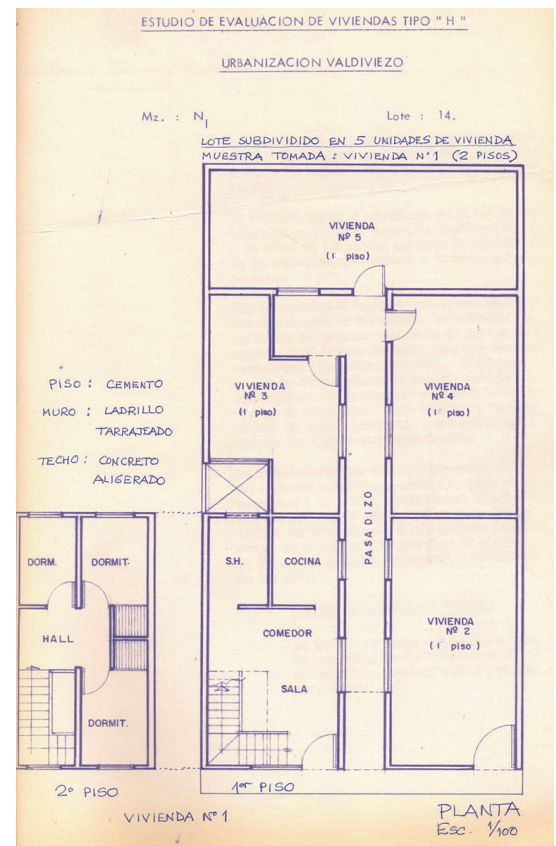 ESTUDIO DE EVALUACION DE VIVIENDAS TIPO "H"
URBANIZACION VALDIVIEZO
Mz. : N1 Lote : 14.
LOTE SUBDIVIDIDO EN 5 UNIDADES DE VIVIENDA
MUESTRA TOMADA : VIVIENDA Nº1 (2 PISOS)
VIVIENDA
Nº 5
(1º piso)
PISO : CEMENTO
MURO : LADRILLO
TARRAJEADO
TECHO : CONCRETO
ALIGERADO
VIVIENDA
Nº 3
(1º piso)
VIVIENDA
Nº 4
(1º piso)
PASADIZO
DORM.
DORMIT.
S.H.
COCINA
HALL
COMEDOR
VIVIENDA
Nº 2
(1º piso)
SALA
DORMIT.
2º PISO
1er PISO
VIVIENDA Nº1
PLANTA
ESC. 1/100